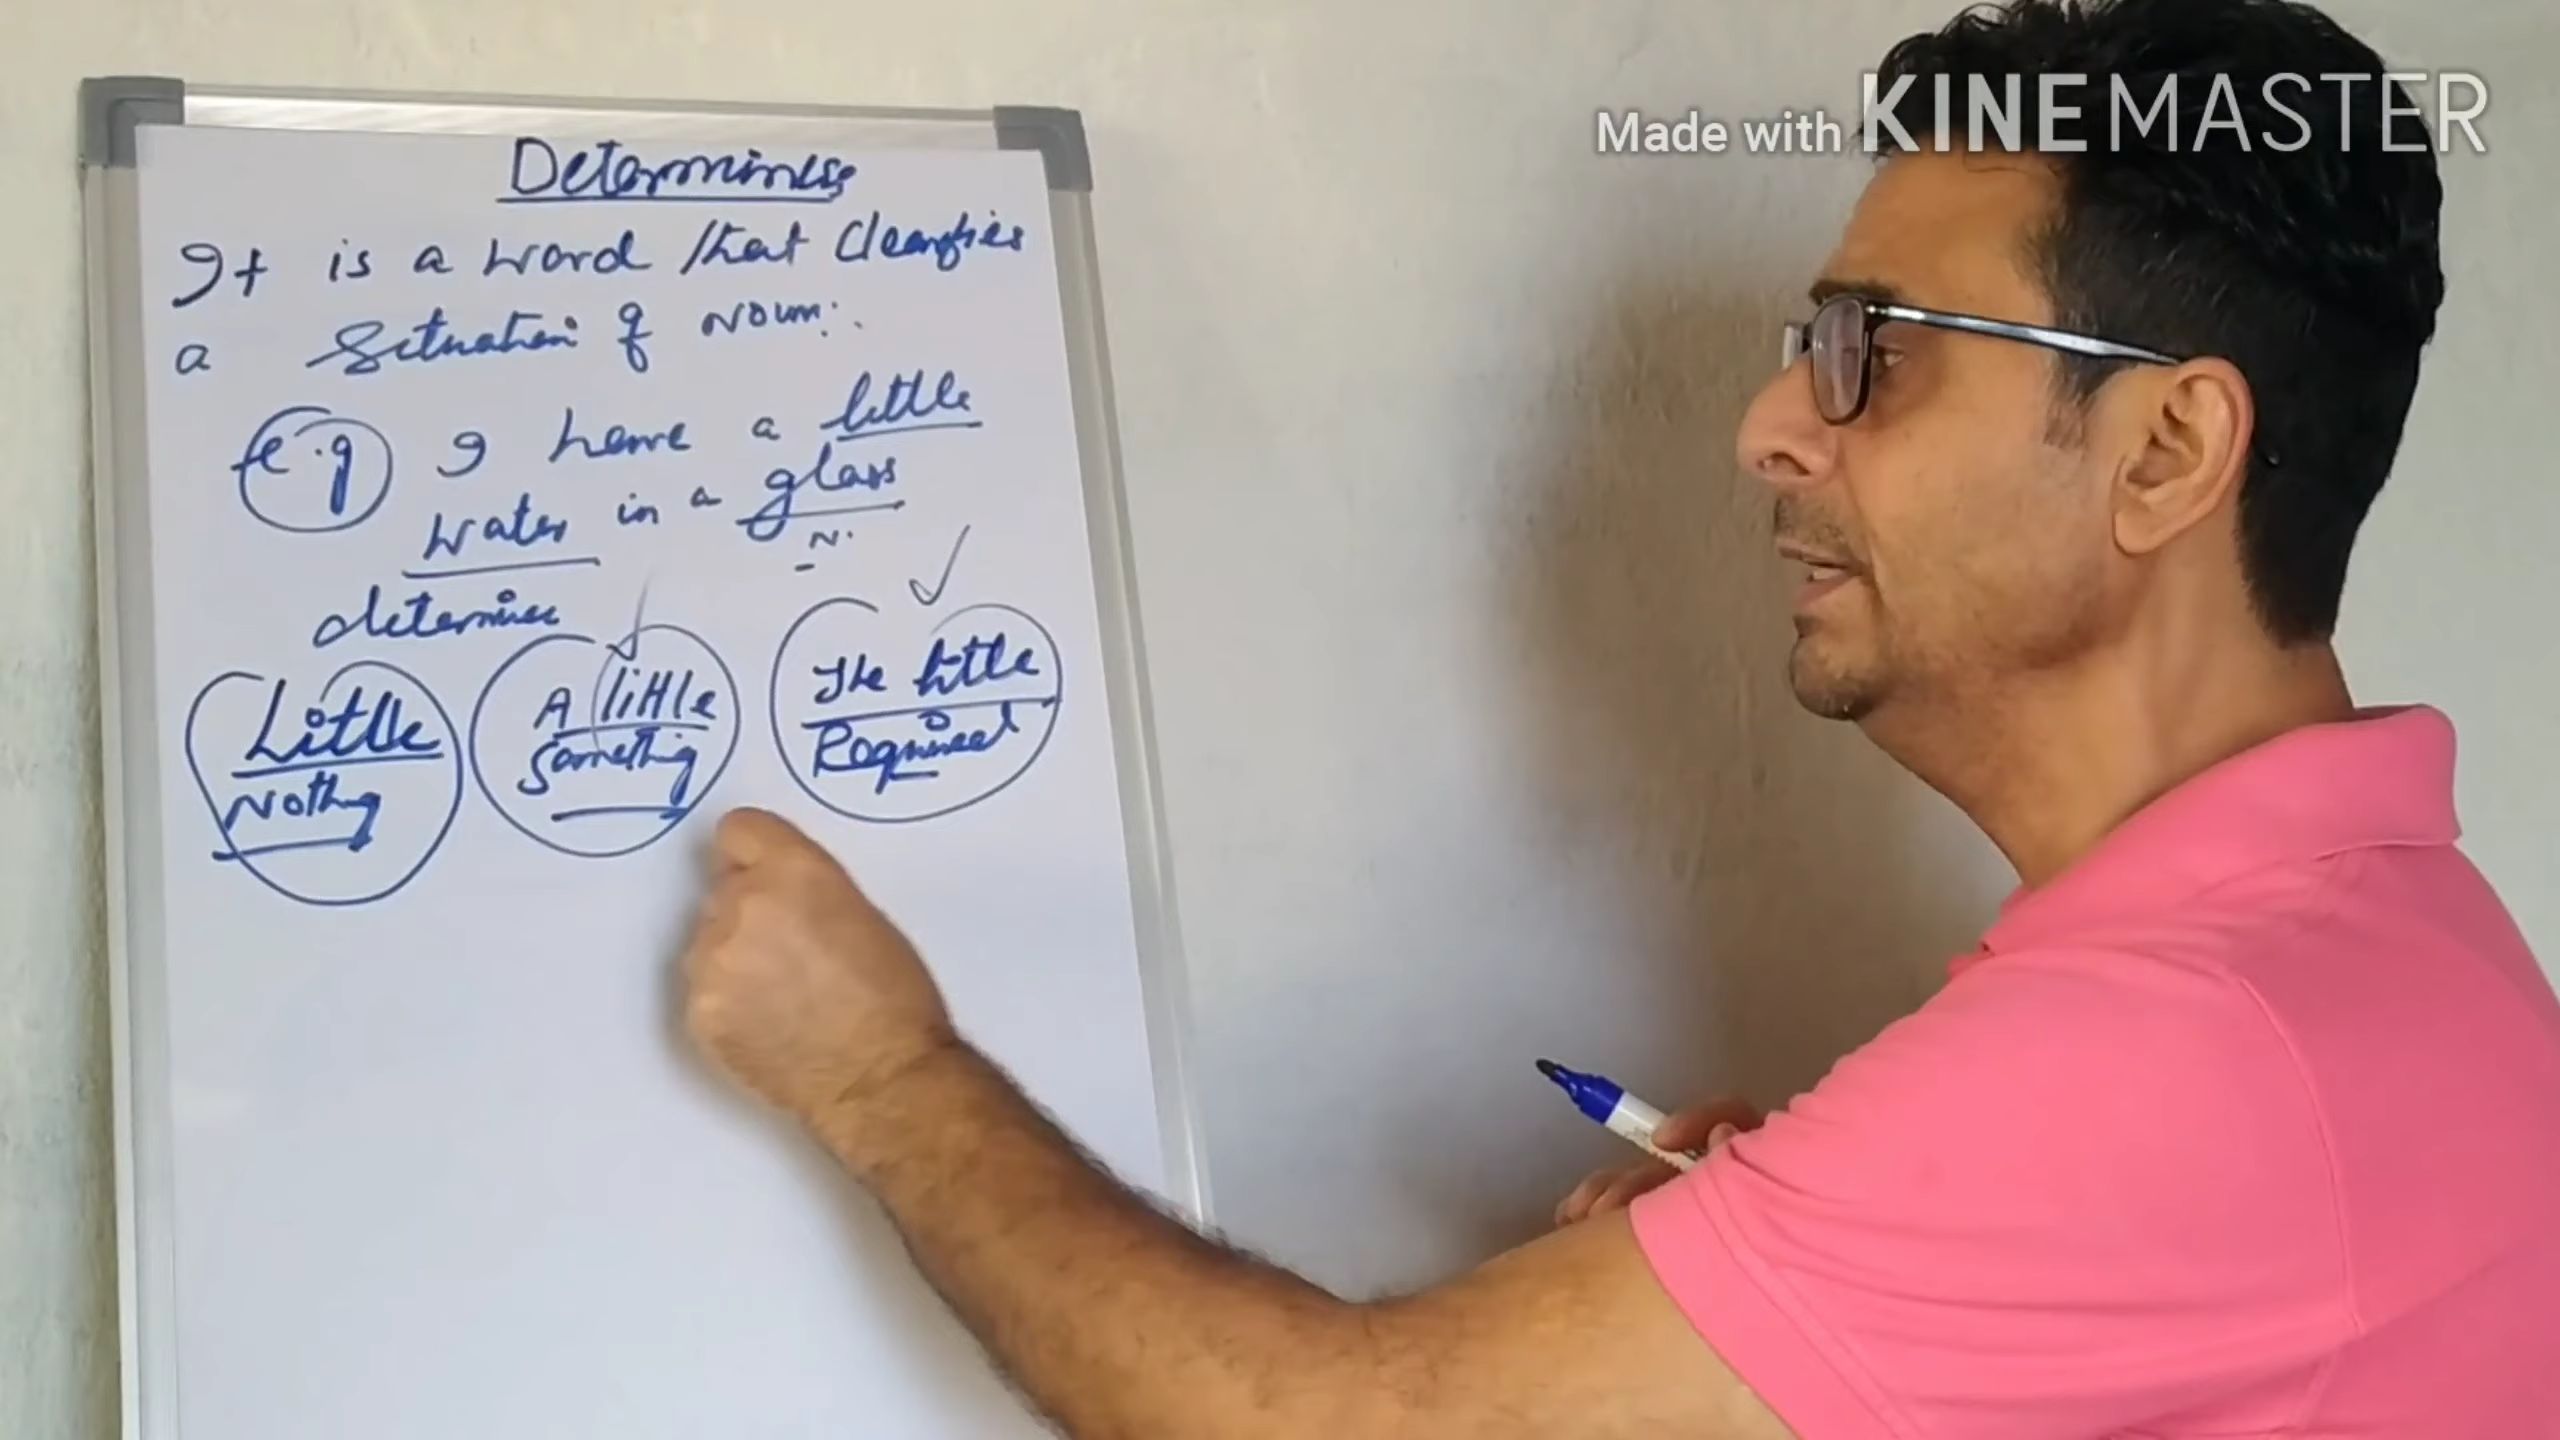 Made with KINEMASTER
Determiners
It is a word that Clearifies
a Situation of Noun.
e.g I have a little
water in a glass
N.
determiner
Little
Nothing
A little
Something
The little
Required